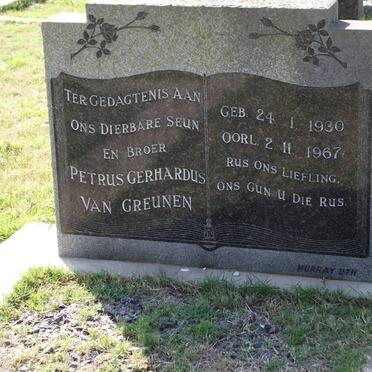 TER GEDAGTENIS AAN
ONS DIERBARE SEUN
EN BROER
PETRUS GERHARDUS
VAN GREUNEN
GEB. 24. 1. 1930
OORL. 2. 11. 1967
RUS ONS LIEFLING,
ONS GUN U DIE RUS.
MURRAY UTH